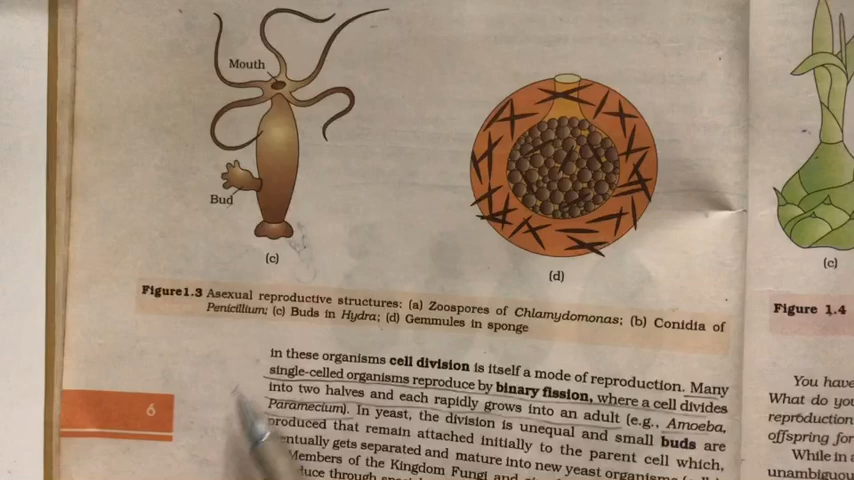 Mouth
Bud
(c)
(d)
(c)
Figure1.3 Asexual reproductive structures: (a) Zoospores of Chlamydomonas; (b) Conidia of
Penicillium; (c) Buds in Hydra; (d) Gemmules in sponge
Figure 1.4
in these organisms cell division is itself a mode of reproduction. Many
single-celled organisms reproduce by binary fission, where a cell divides
into two halves and each rapidly grows into an adult (e.g., Amoeba,
Paramecium). In yeast, the division is unequal and small buds are
produced that remain attached initially to the parent cell which,
gets separated and mature into new yeast organisms
Members of the Kingdom Fungi and
through
6
You have
What do you
reproduction
offspring for
While in a
unambiguous